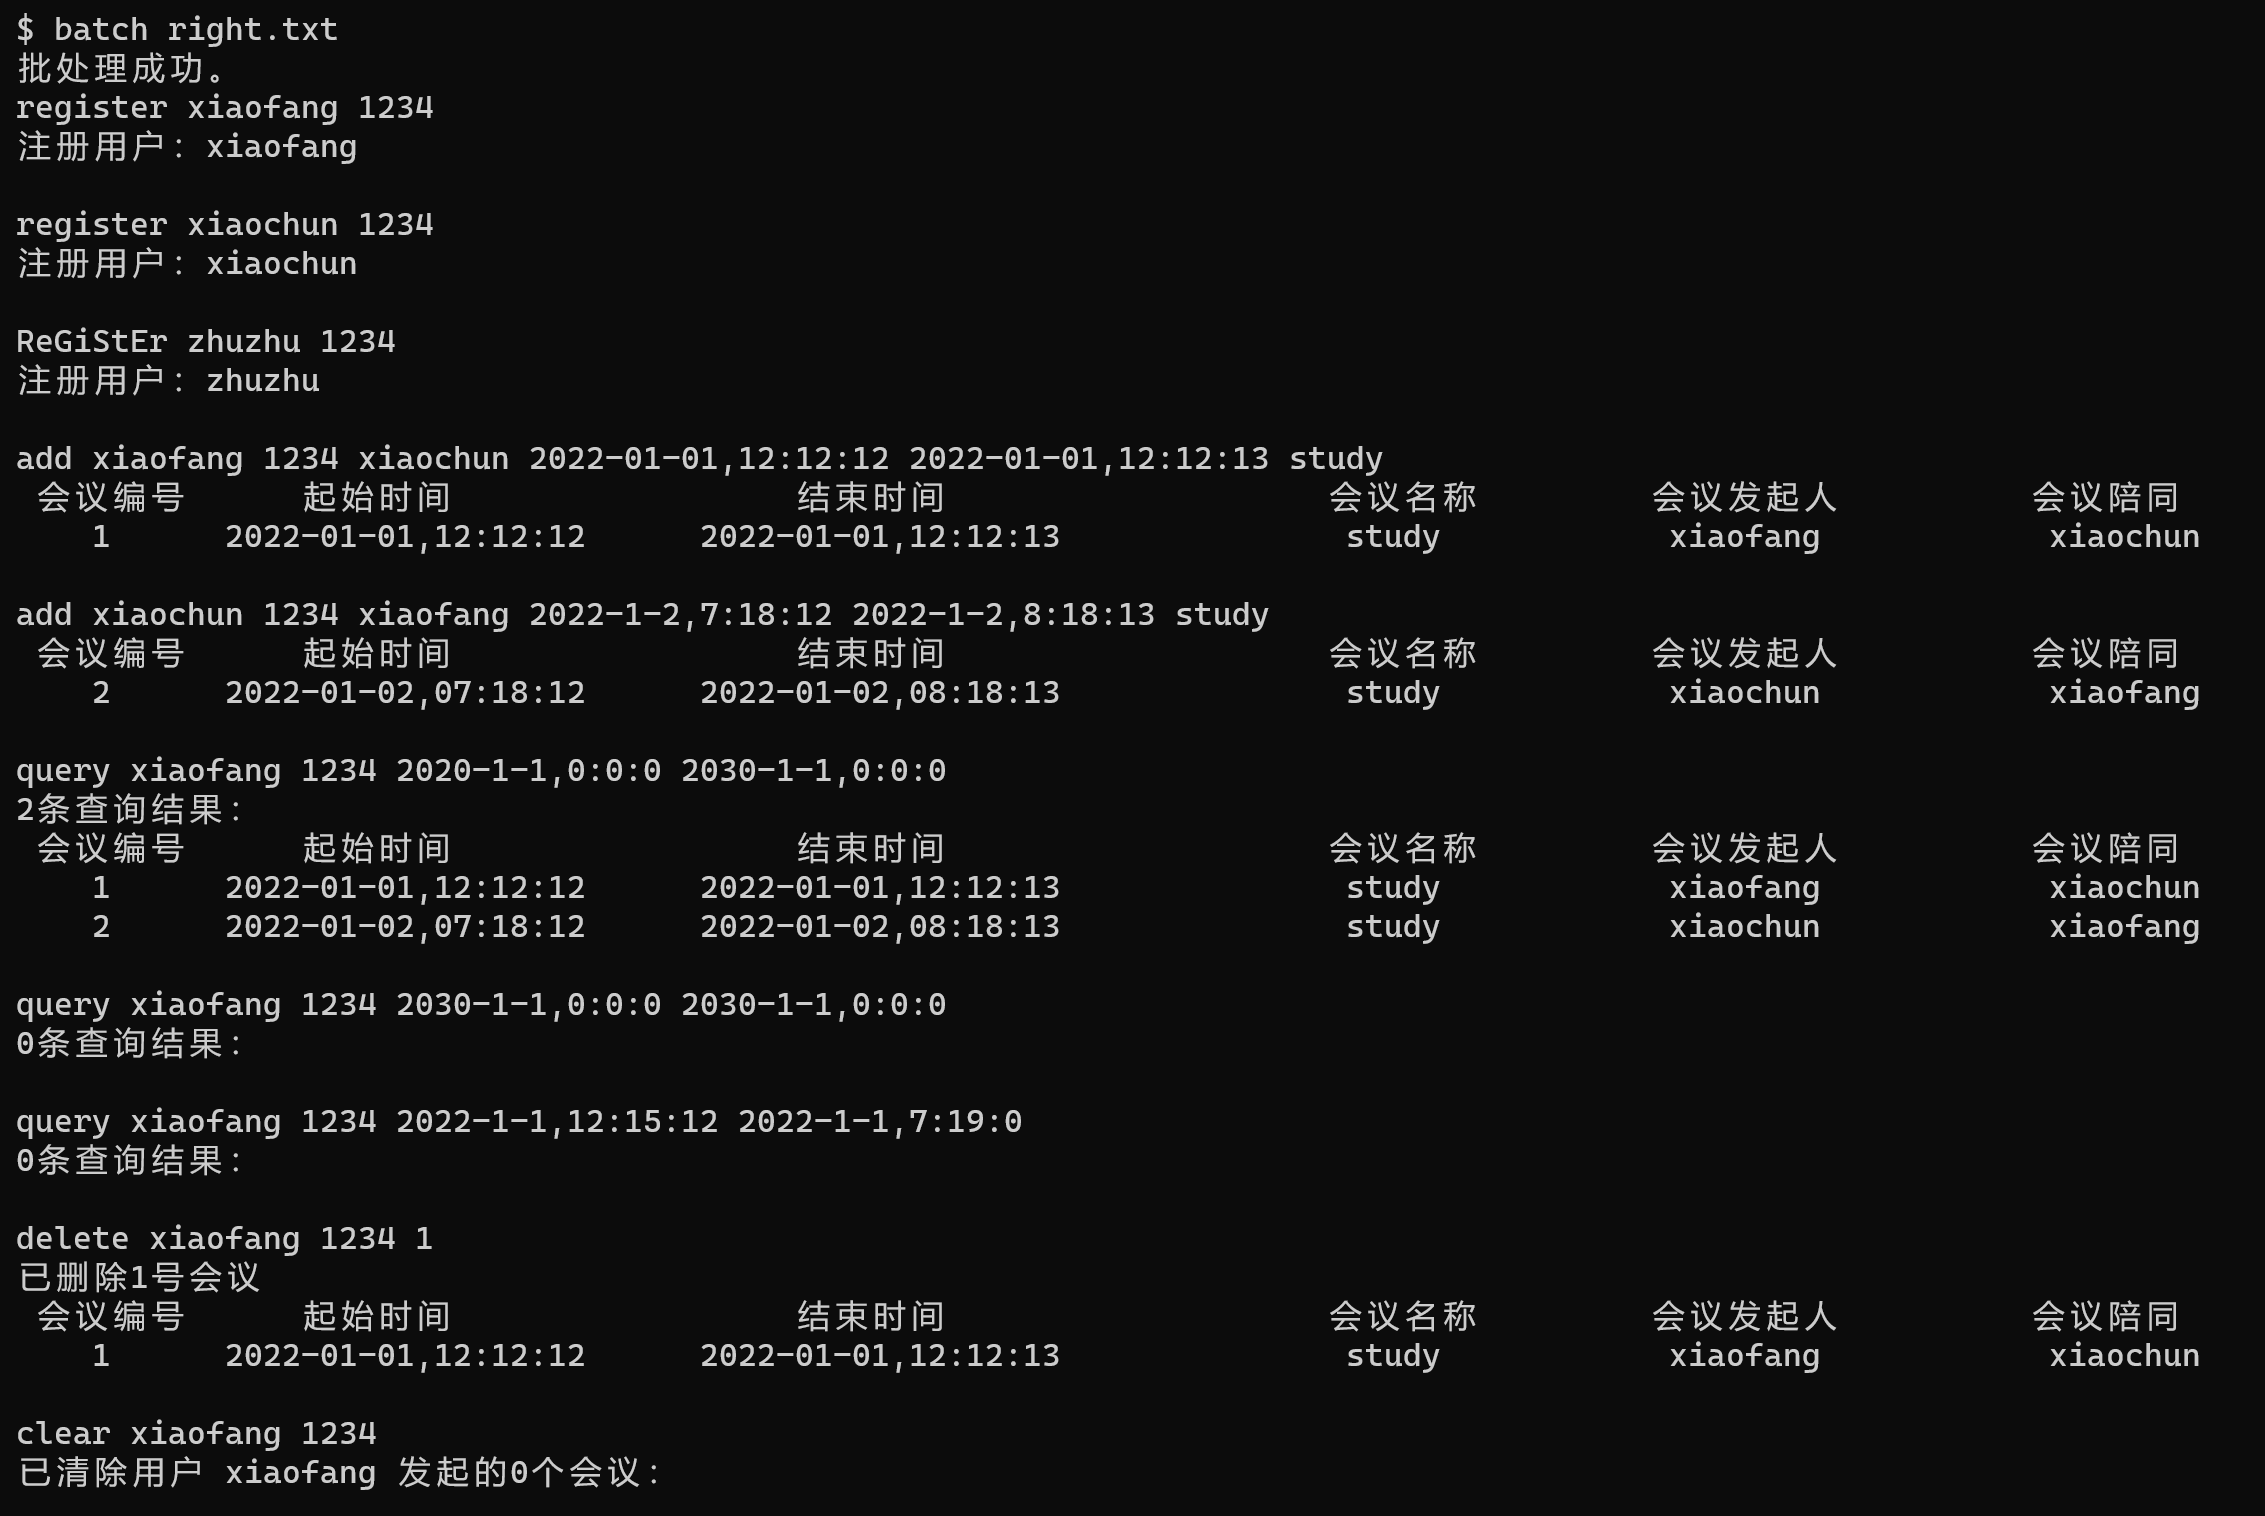 $ batch right.txt
批处理成功。
register xiaofang 1234
注册用户：xiaofang
register xiaochun 1234
注册用户：xiaochun
ReGiStEr zhuzhu 1234
注册用户：zhuzhu
add xiaofang 1234 xiaochun 2022-01-01,12:12:12 2022-01-01,12:12:13 study
会议编号 起始时间 结束时间 会议名称 会议发起人 会议陪同
1 2022-01-01,12:12:12 2022-01-01,12:12:13 study xiaofang xiaochun
add xiaochun 1234 xiaofang 2022-1-2,7:18:12 2022-1-2,8:18:13 study
会议编号 起始时间 结束时间 会议名称 会议发起人 会议陪同
2 2022-01-02,07:18:12 2022-01-02,08:18:13 study xiaochun xiaofang
query xiaofang 1234 2020-1-1,0:0:0 2030-1-1,0:0:0
2条查询结果：
会议编号 起始时间 结束时间 会议名称 会议发起人 会议陪同
1 2022-01-01,12:12:12 2022-01-01,12:12:13 study xiaofang xiaochun
2 2022-01-02,07:18:12 2022-01-02,08:18:13 study xiaochun xiaofang
query xiaofang 1234 2030-1-1,0:0:0 2030-1-1,0:0:0
0条查询结果：
query xiaofang 1234 2022-1-1,12:15:12 2022-1-1,7:19:0
0条查询结果：
delete xiaofang 1234 1
已删除1号会议
会议编号 起始时间 结束时间 会议名称 会议发起人 会议陪同
1 2022-01-01,12:12:12 2022-01-01,12:12:13 study xiaofang xiaochun
clear xiaofang 1234
已清除用户 xiaofang 发起的0个会议：